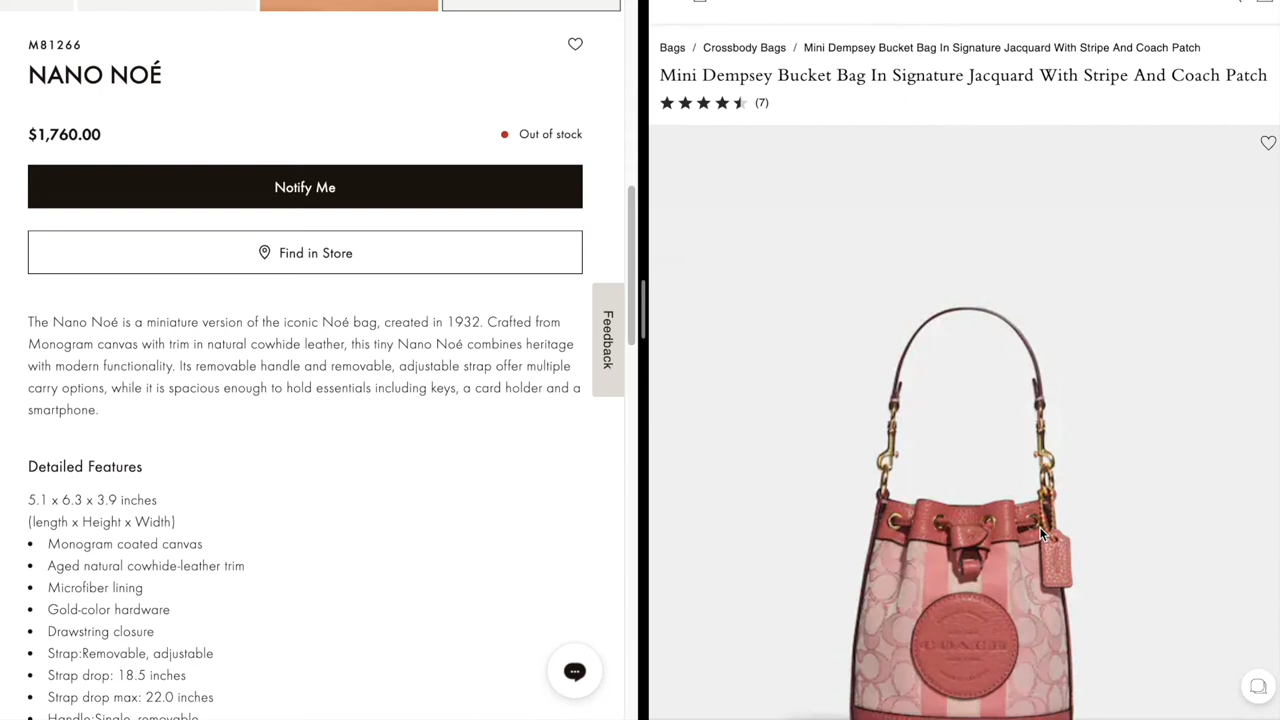 M81266
NANO NOÉ
$1,760.00
Out of stock
Notify Me
Find in Store
Feedback
The Nano Noé is a miniature version of the iconic Noé bag, created in 1932. Crafted from
Monogram canvas with trim in natural cowhide leather, this tiny Nano Noé combines heritage
with modern functionality. Its removable handle and removable, adjustable strap offer multiple
carry options, while it is spacious enough to hold essentials including keys, a card holder and a
smartphone.
Detailed Features
5.1 x 6.3 x 3.9 inches
(length x Height x Width)
• Monogram coated canvas
• Aged natural cowhide-leather trim
• Microfiber lining
• Gold-color hardware
• Drawstring closure
• Strap:Removable, adjustable
• Strap drop: 18.5 inches
• Strap drop max: 22.0 inches
• Handle:Single, removable
Bags / Crossbody Bags / Mini Dempsey Bucket Bag In Signature Jacquard With Stripe And Coach Patch
Mini Dempsey Bucket Bag In Signature Jacquard With Stripe And Coach Patch
(7)
COACH